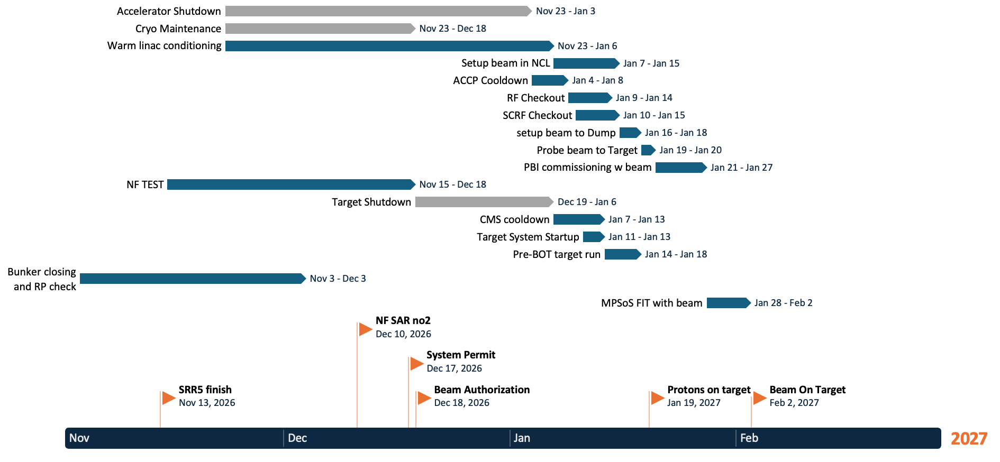 Accelerator Shutdown Nov 23 - Jan 3
Cryo Maintenance Nov 23 - Dec 18
Warm linac conditioning Nov 23 - Jan 6
Setup beam in NCL Jan 7 - Jan 15
ACCP Cooldown Jan 4 - Jan 8
RF Checkout Jan 9 - Jan 14
SCRF Checkout Jan 10 - Jan 15
setup beam to Dump Jan 16 - Jan 18
Probe beam to Target Jan 19 - Jan 20
PBI commissioning w beam Jan 21 - Jan 27
NF TEST Nov 15 - Dec 18
Target Shutdown Dec 19 - Jan 6
CMS cooldown Jan 7 - Jan 13
Target System Startup Jan 11 - Jan 13
Pre-BOT target run Jan 14 - Jan 18
Bunker closing
and RP check
Nov 3 - Dec 3
MPSoS FIT with beam Jan 28 - Feb 2
NF SAR no2
Dec 10, 2026
System Permit
Dec 17, 2026
SRR5 finish
Nov 13, 2026
Beam Authorization
Dec 18, 2026
Protons on target
Jan 19, 2027
Beam On Target
Feb 2, 2027
Nov Dec Jan Feb 2027